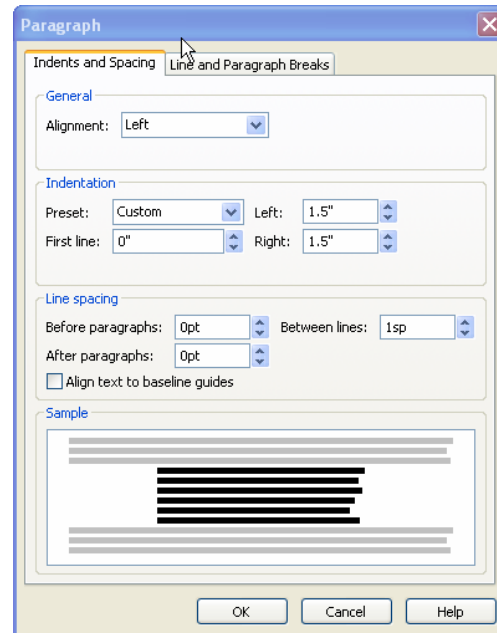 Paragraph
Indents and Spacing Line and Paragraph Breaks
General
Alignment: Left
Indentation
Preset: Custom Left: 1.5"
First line: 0" Right: 1.5"
Line spacing
Before paragraphs: 0pt Between lines: 1sp
After paragraphs: 0pt
Align text to baseline guides
Sample
OK Cancel Help